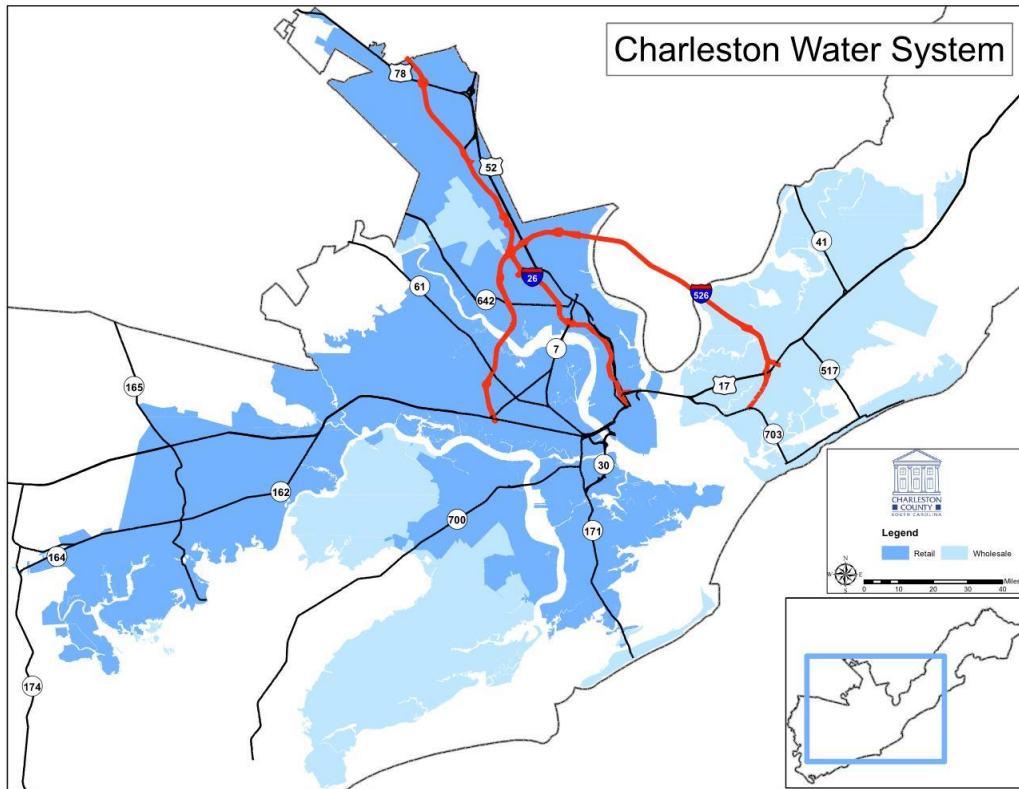 Charleston Water System
78
52
41
26
526
61
642
7
165
517
17
703
30
162
700
171
164
174
CHARLESTON
COUNTY
SOUTH CAROLINA
Legend
Retail
Wholesale
N
W
E
S
0
10
20
30
40
Miles